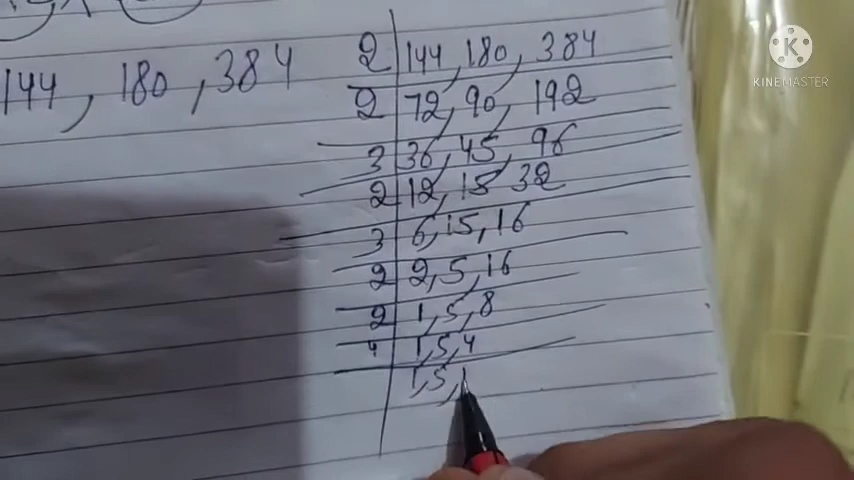 144, 180, 384
2 144, 180, 384
2 72, 90, 192
3 36, 45, 96
2 12, 15 32
3 6, 15, 16
2 2, 5, 16
2 1, 5, 8
4 1, 5, 4
1, 5, 1
K
KINEMASTER